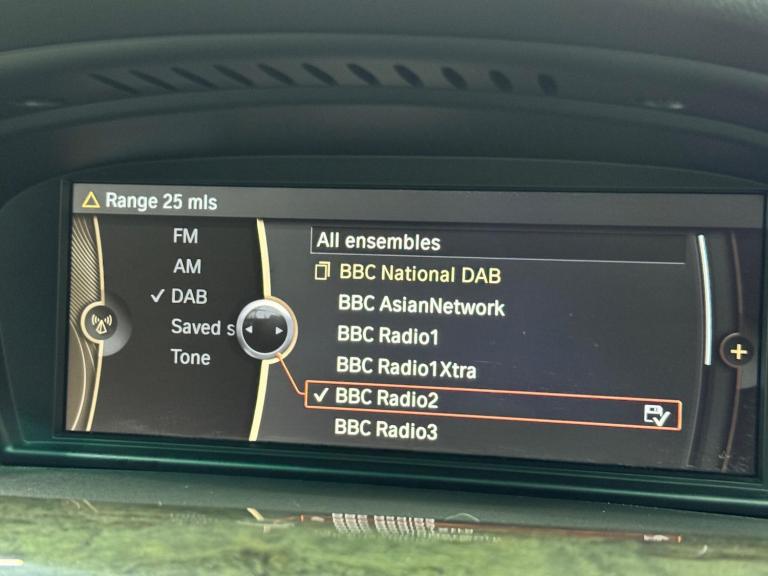 Range 25 mls
FM
AM
DAB
Saved s
Tone
All ensembles
BBC National DAB
BBC AsianNetwork
BBC Radio1
BBC Radio1Xtra
BBC Radio2
BBC Radio3